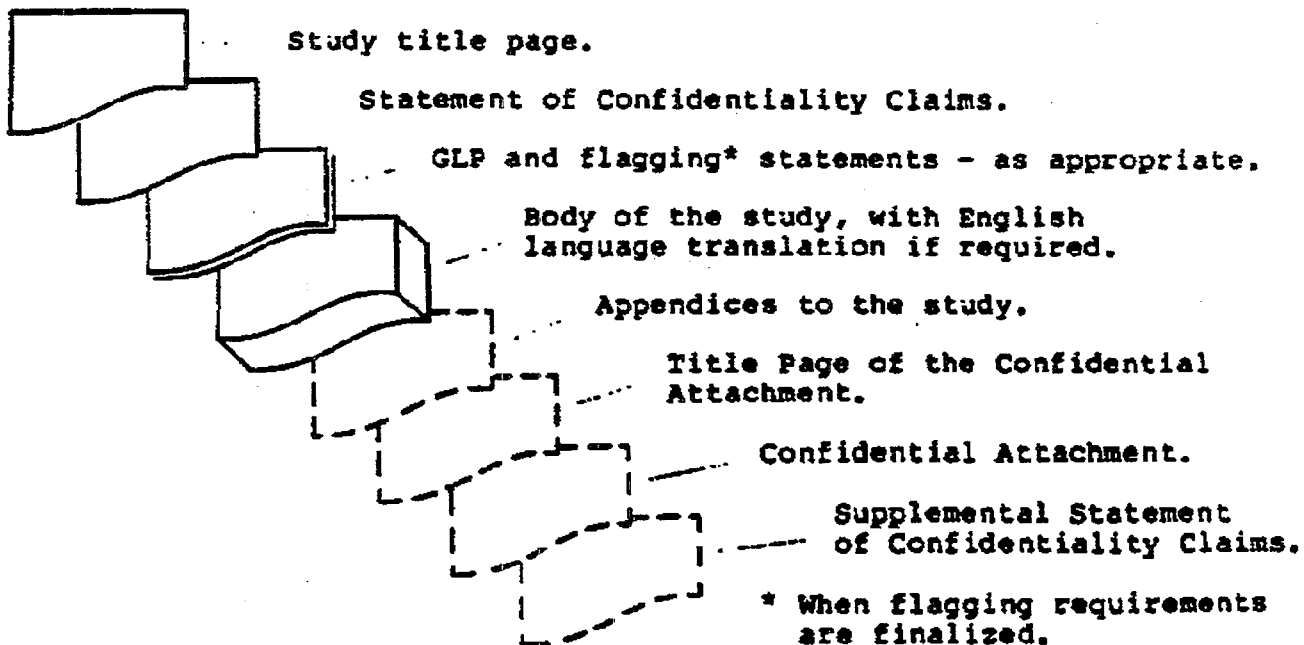 Study title page.
Statement of Confidentiality Claims.
GLP and flagging* statements - as appropriate.
Body of the study, with English
language translation if required.
Appendices to the study.
Title Page of the Confidential
Attachment.
Confidential Attachment.
Supplemental Statement
of Confidentiality Claims.
* When flagging requirements
are finalized.